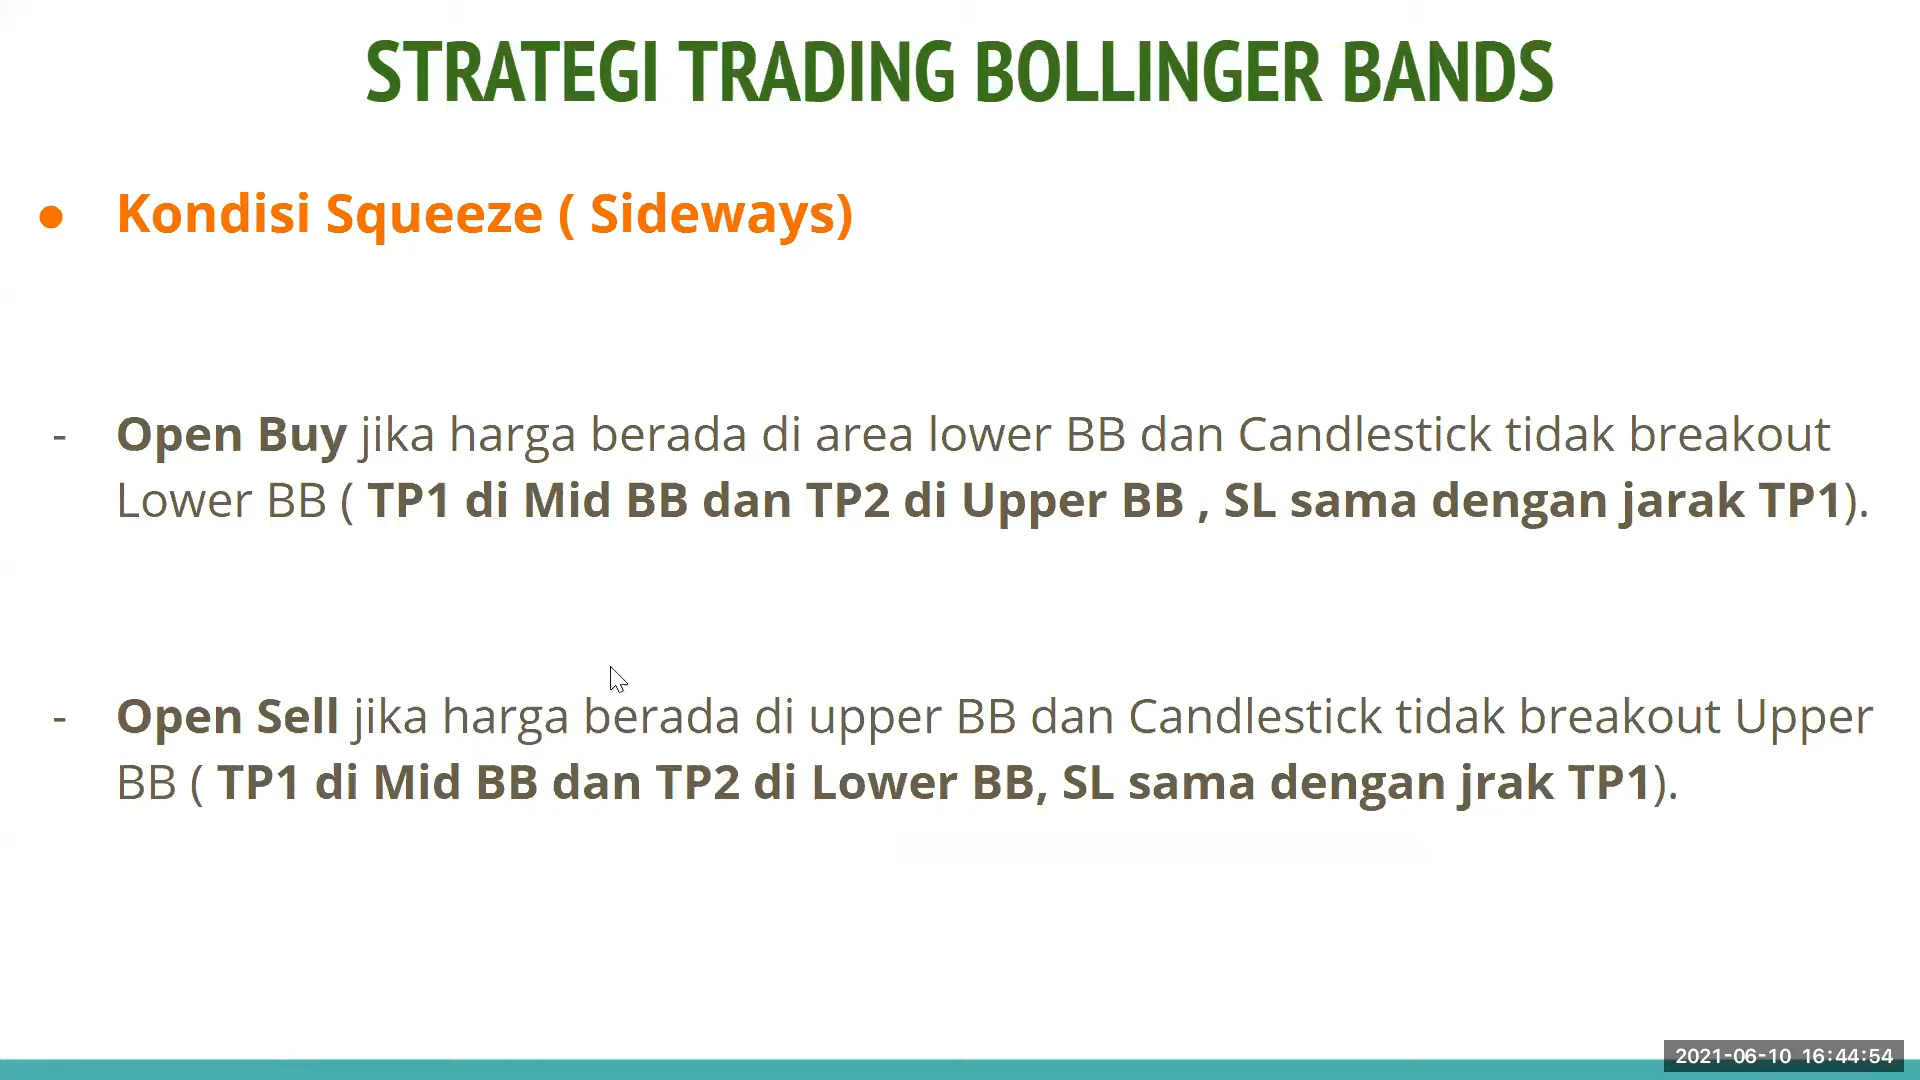 STRATEGI TRADING BOLLINGER BANDS
● Kondisi Squeeze ( Sideways)
- Open Buy jika harga berada di area lower BB dan Candlestick tidak breakout
Lower BB ( TP1 di Mid BB dan TP2 di Upper BB , SL sama dengan jarak TP1).
- Open Sell jika harga berada di upper BB dan Candlestick tidak breakout Upper
BB ( TP1 di Mid BB dan TP2 di Lower BB, SL sama dengan jrak TP1).
2021-06-10 16:44:54